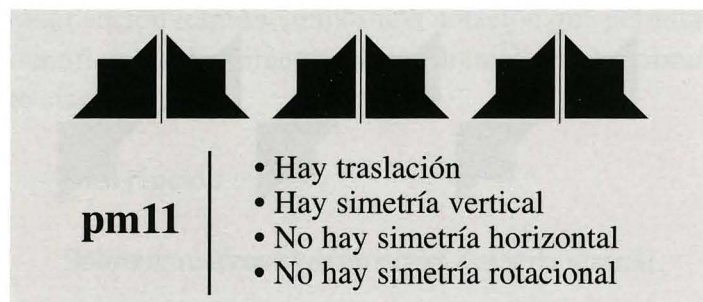 • Hay traslación
• Hay simetría vertical
pm11
• No hay simetría horizontal
• No hay simetría rotacional